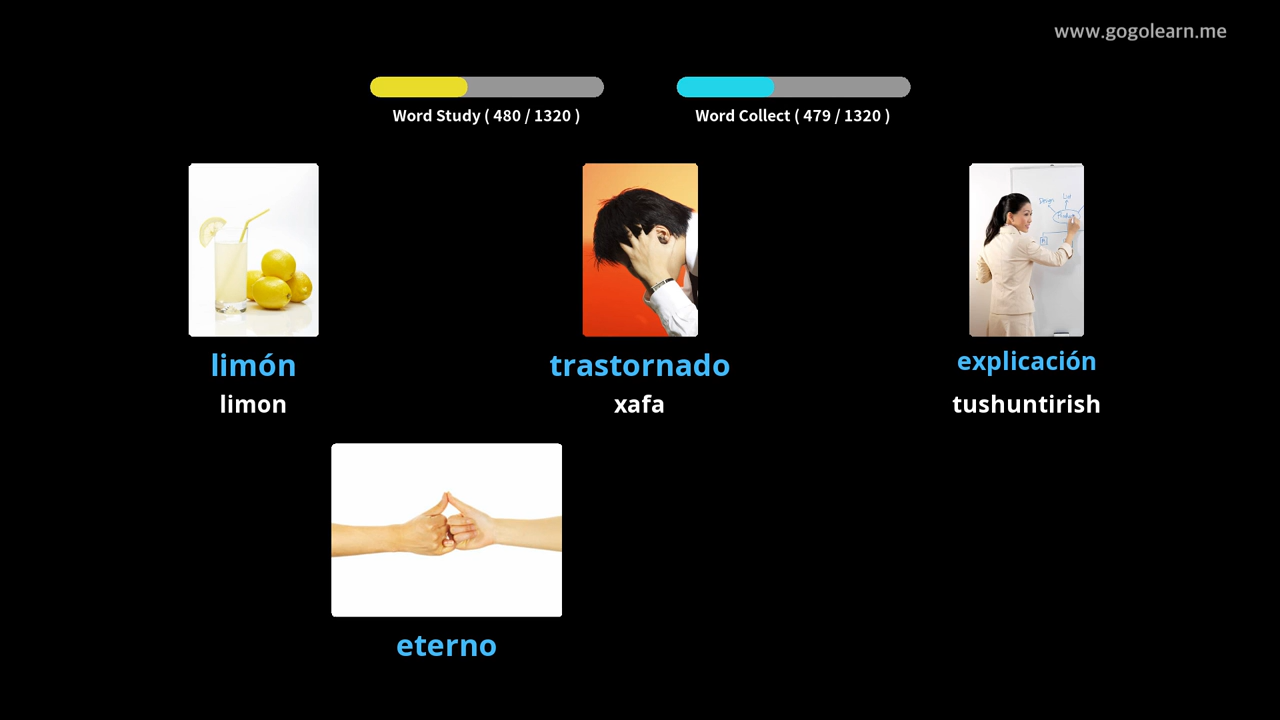 www.gogolearn.me
Word Study ( 480 / 1320 )
Word Collect ( 479 / 1320 )
limón
limon
trastornado
xafa
explicación
tushuntirish
eterno